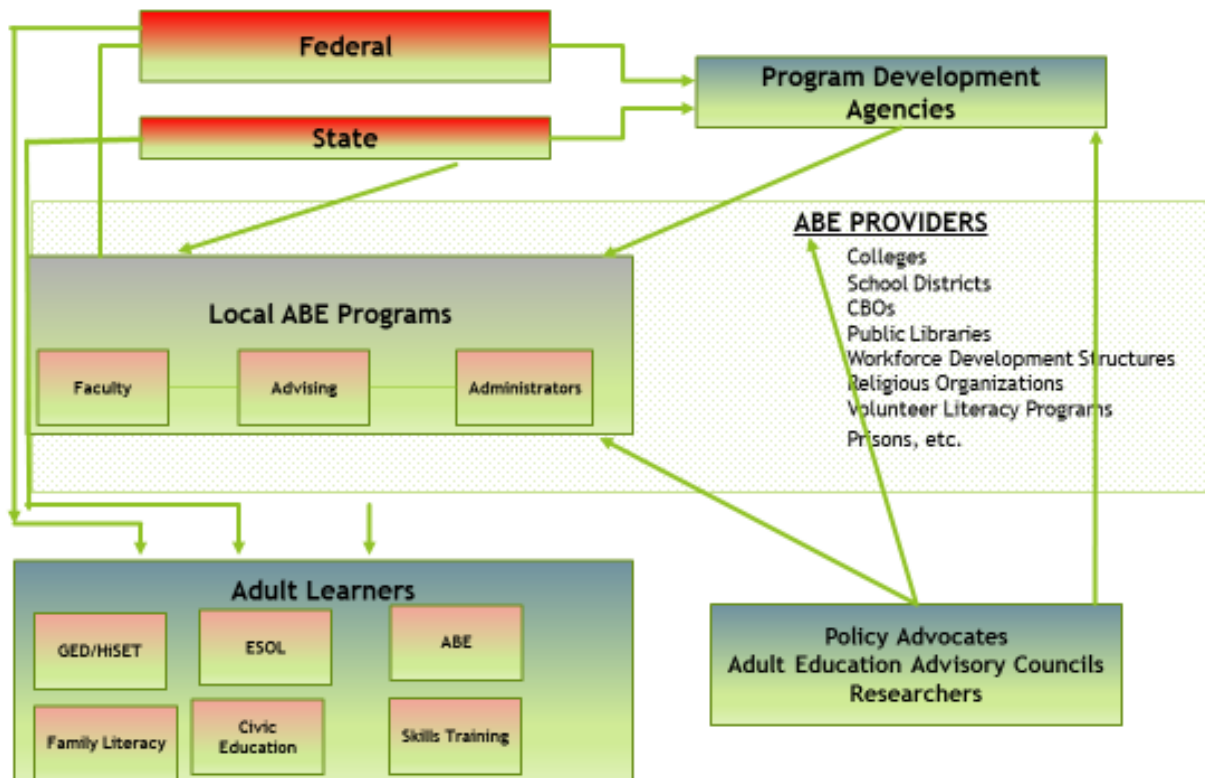 Federal
Program Development
Agencies
State
ABE PROVIDERS
Colleges
School Districts
CBOs
Public Libraries
Workforce Development Structures
Religious Organizations
Volunteer Literacy Programs
Prisons, etc.
Local ABE Programs
Faculty
Advising
Administrators
Adult Learners
GED/HiSET
ESOL
ABE
Family Literacy
Civic
Education
Skills Training
Policy Advocates
Adult Education Advisory Councils
Researchers